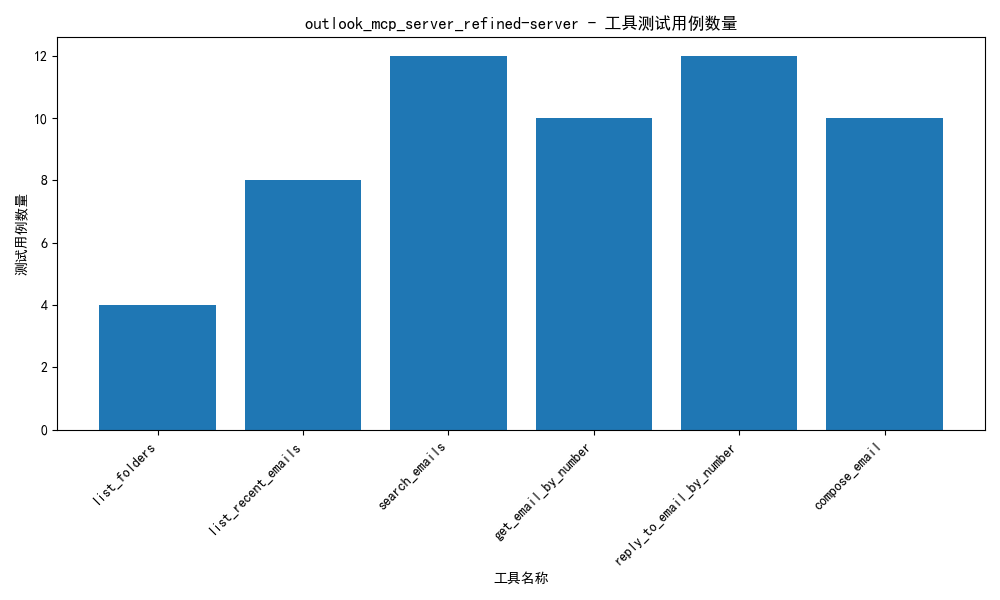 outlook_mcp_server_refined-server - 工具测试用例数量
测试用例数量
12
10
8
6
4
2
0
list_folders
list_recent_emails
search_emails
get_email_by_number
reply_to_email_by_number
compose_email
工具名称